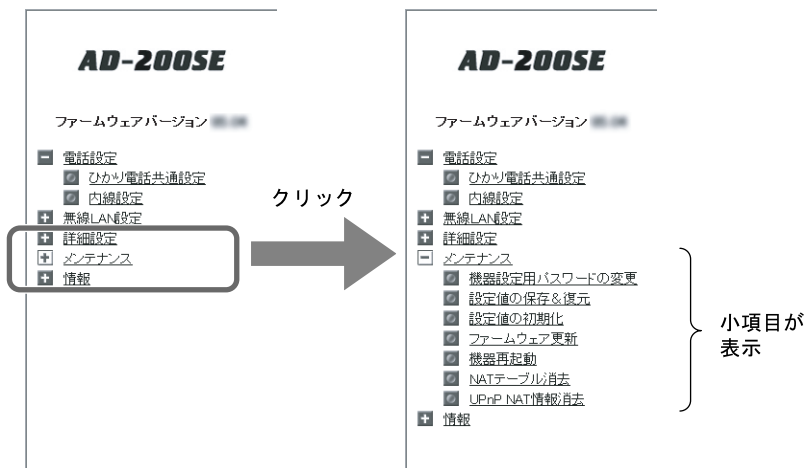 AD-200SE
ファームウェアバージョン
電話設定
ひかり電話共通設定
内線設定
無線LAN設定
詳細設定
メンテナンス
情報
クリック
AD-200SE
ファームウェアバージョン
電話設定
ひかり電話共通設定
内線設定
無線LAN設定
詳細設定
メンテナンス
機器設定用パスワードの変更
設定値の保存&復元
設定値の初期化
ファームウェア更新
機器再起動
NATテーブル消去
UPnP NAT情報消去
情報
小項目が
表示